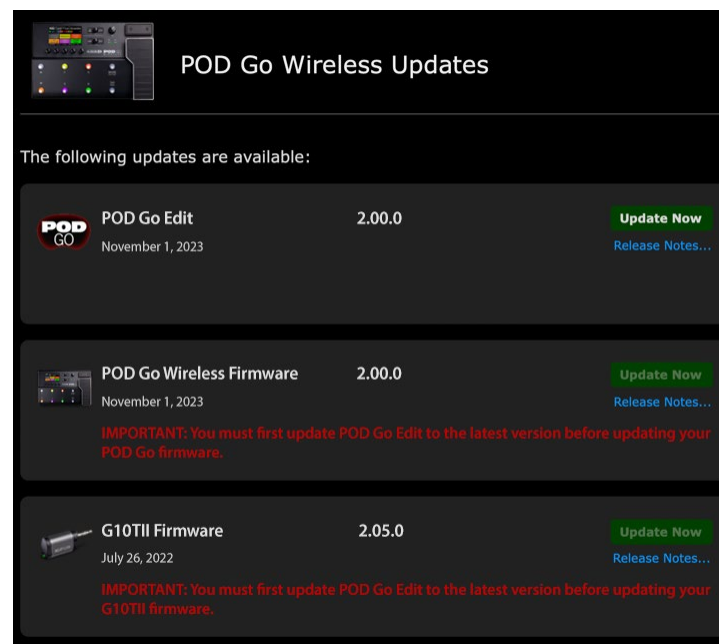 POD Go Wireless Updates
The following updates are available:
POD GO
POD Go Edit 2.00.0 Update Now
November 1, 2023 Release Notes...
POD Go Wireless Firmware 2.00.0 Update Now
November 1, 2023 Release Notes...
IMPORTANT: You must first update POD Go Edit to the latest version before updating your
POD Go firmware.
G10TII Firmware 2.05.0 Update Now
July 26, 2022 Release Notes...
IMPORTANT: You must first update POD Go Edit to the latest version before updating your
G10TII firmware.